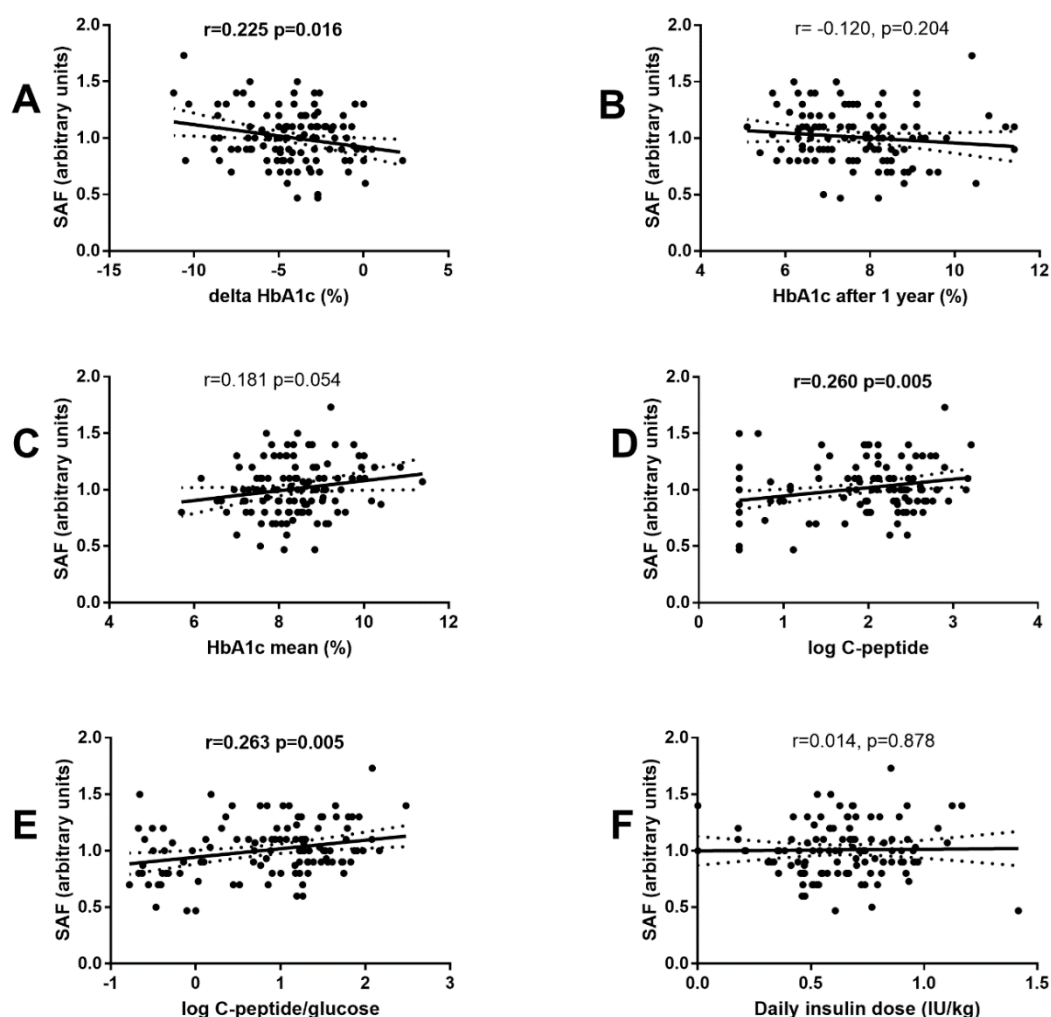 A
r=0.225 p=0.016
SAF (arbitrary units)
2.0
1.5
1.0
0.5
0.0
-15
-10
-5
0
5
delta HbA1c (%)
B
r= -0.120, p=0.204
SAF (arbitrary units)
2.0
1.5
1.0
0.5
0.0
4
6
8
10
12
HbA1c after 1 year (%)
C
r=0.181 p=0.054
SAF (arbitrary units)
2.0
1.5
1.0
0.5
0.0
4
6
8
10
12
HbA1c mean (%)
D
r=0.260 p=0.005
SAF (arbitrary units)
2.0
1.5
1.0
0.5
0.0
0
1
2
3
4
log C-peptide
E
r=0.263 p=0.005
SAF (arbitrary units)
2.0
1.5
1.0
0.5
0.0
-1
0
1
2
3
log C-peptide/glucose
F
r=0.014, p=0.878
SAF (arbitrary units)
2.0
1.5
1.0
0.5
0.0
0.0
0.5
1.0
1.5
Daily insulin dose (IU/kg)